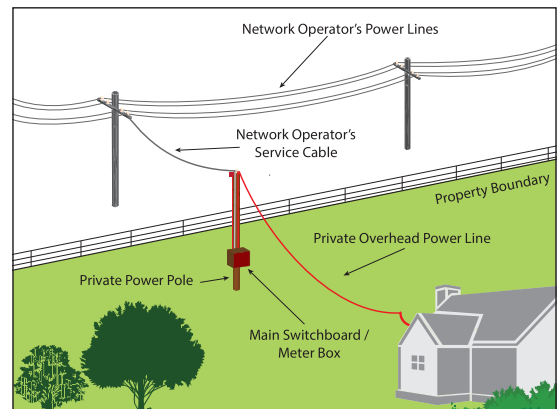 Network Operator's Power Lines
Network Operator's
Service Cable
Property Boundary
Private Overhead Power Line
Private Power Pole
Main Switchboard /
Meter Box